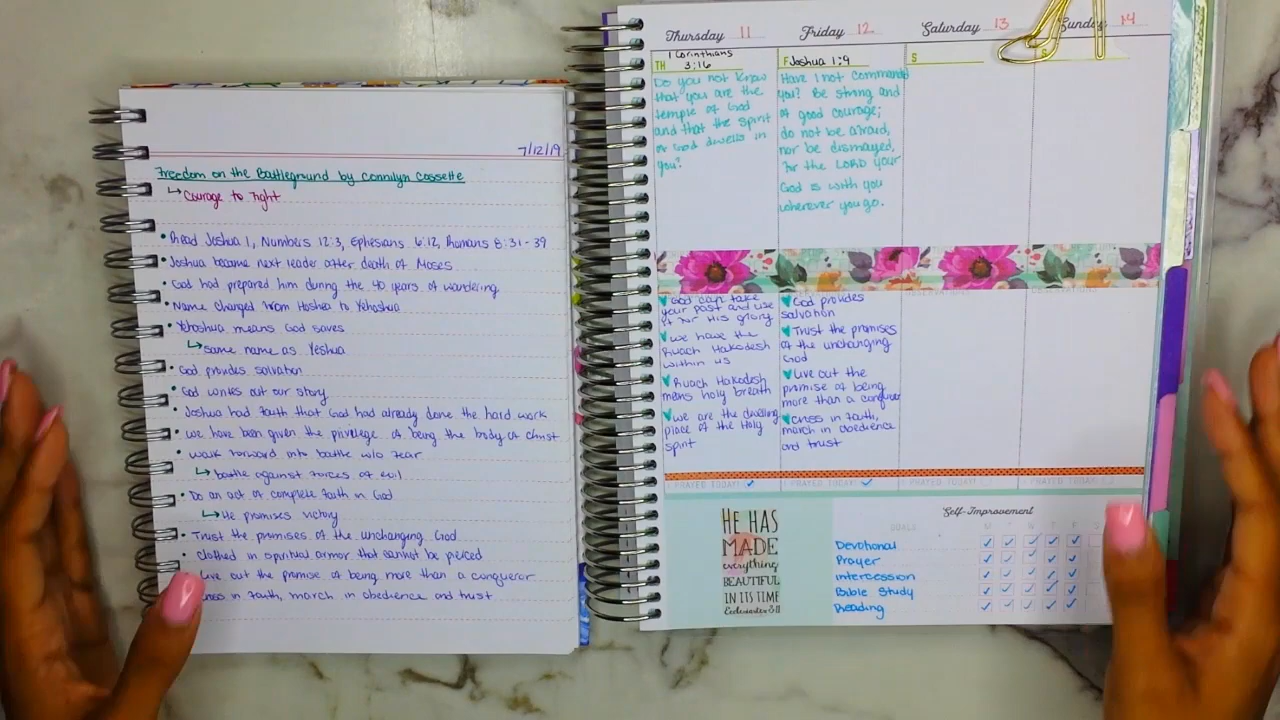 7/12/19
Freedom on the Battleground by Connilyn Cossette
↳ Courage to Fight
• Read Joshua 1, Numbers 12:3, Ephesians 6:12, Romans 8:31-39
• Joshua became next leader after death of Moses
• God had prepared him during the 40 years of wandering
• Name changed from Hoshea to Yehoshua
• Yehoshua means God saves
↳ same name as Yeshua
• God provides salvation
• God writes out our story
• Joshua had faith that God had already done the hard work
• we have been given the privilege of being the body of Christ
• walk forward into battle w/o fear
↳ battle against forces of evil
• Do an act of complete faith in God
↳ He promises victory
• Trust the promises of the unchanging God
• clothed in spiritual armor that cannot be pierced
live out the promise of being more than a conqueror
in faith, march in obedience and trust
Thursday 11
TH 1 Corinthians
3:16
Do you not know
that you are the
temple of God
and that the spirit
of God dwells in
you?
♥ God can take
your past and use
it for His glory
♥ we have the
Ruach Hakodesh
within us
♥ Ruach Hakodesh
means holy breath
♥ we are the dwelling
place of the Holy
spirit
I PRAYED TODAY! ✓
Friday 12
F Joshua 1:9
Have I not commanded
you? Be strong and
of good courage;
do not be afraid,
nor be dismayed,
for the LORD your
God is with you
wherever you go.
♥ God provides
salvation
♥ Trust the promises
of the unchanging
God
♥ Live out the
promise of being
more than a conqueror
♥ cross in faith,
march in obedience
and trust
I PRAYED TODAY! ✓
Saturday 13
S
I PRAYED TODAY!
Sunday 14
S
I PRAYED TODAY!
HE HAS
MADE
everything
BEAUTIFUL
IN ITS TIME
Ecclesiastes 3:11
Self-Improvement
GOALS M T W T F S
Devotional ✓ ✓ ✓ ✓ ✓
Prayer ✓ ✓ ✓ ✓ ✓
Intercession ✓ ✓ ✓ ✓ ✓
Bible Study ✓ ✓ ✓ ✓ ✓
Reading ✓ ✓ ✓ ✓ ✓